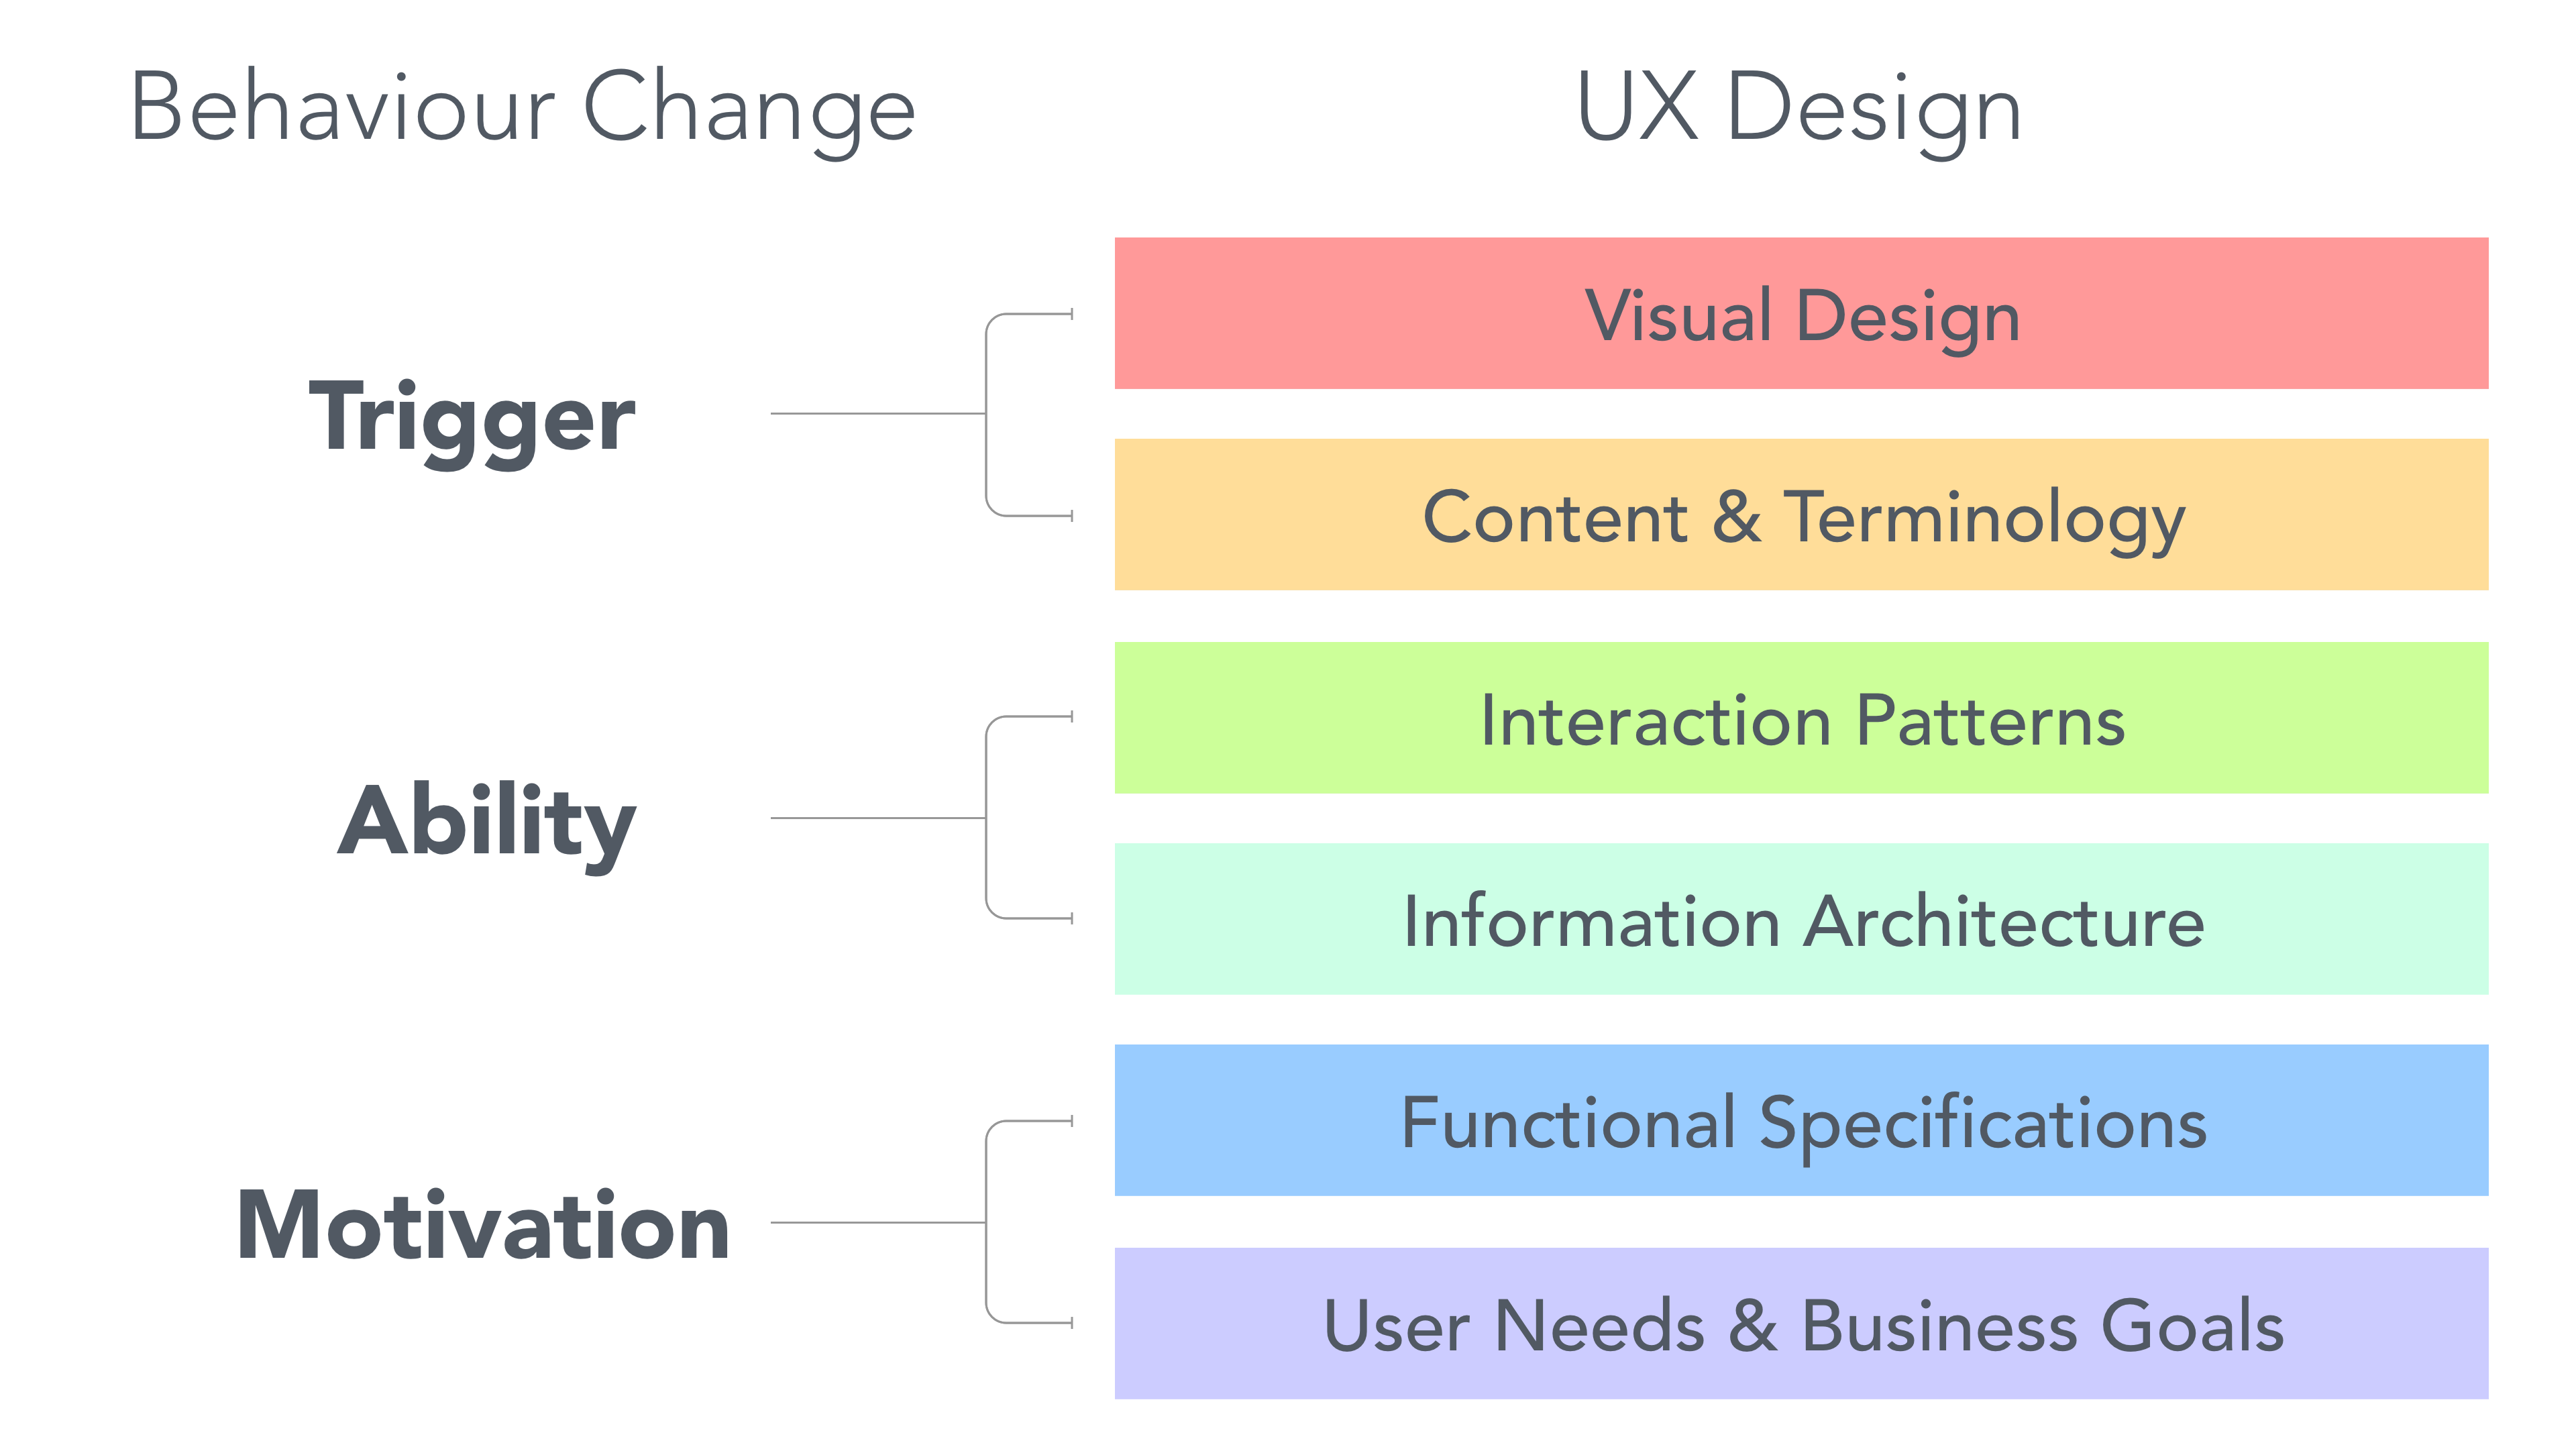 Behaviour Change
UX Design
Trigger
Visual Design
Content & Terminology
Ability
Interaction Patterns
Information Architecture
Motivation
Functional Specifications
User Needs & Business Goals